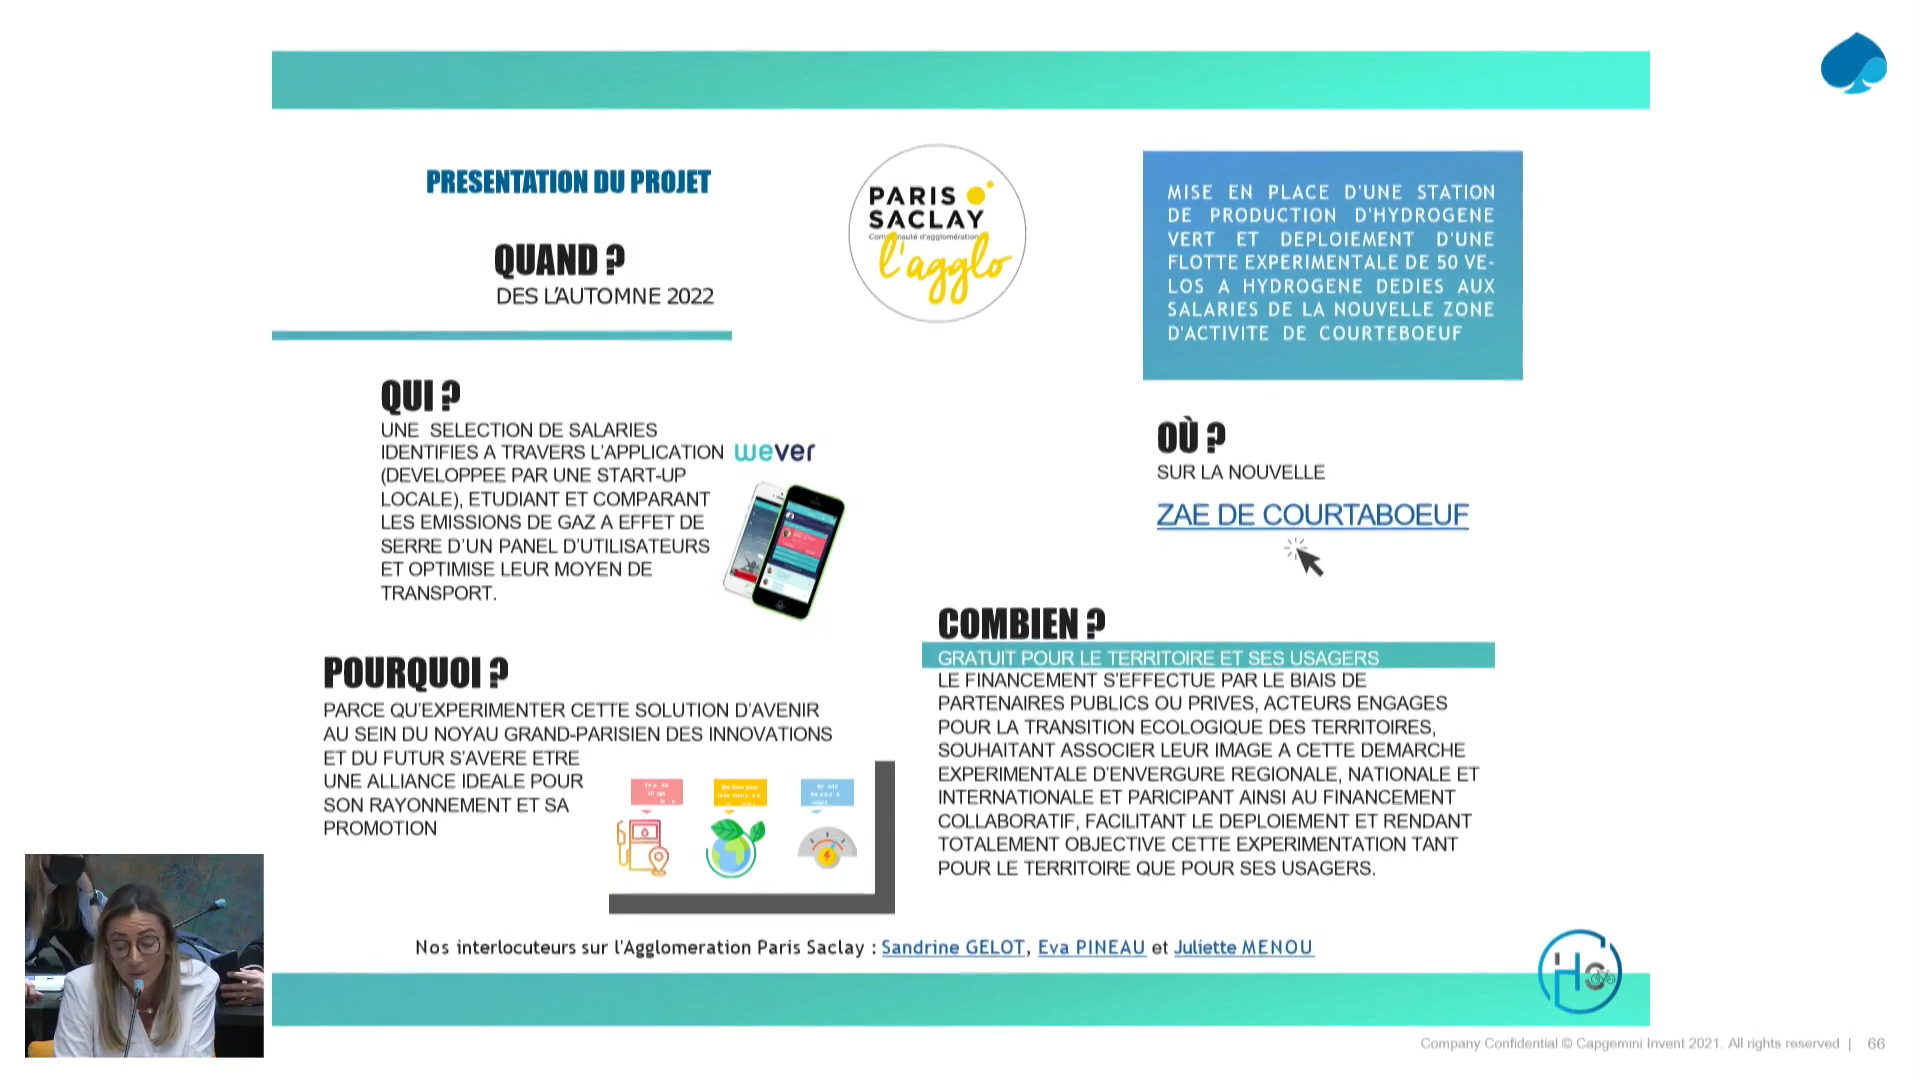 PRESENTATION DU PROJET
QUAND ?
DES L'AUTOMNE 2022
PARIS
SACLAY
Communauté d'agglomération
l'agglo
MISE EN PLACE D'UNE STATION
DE PRODUCTION D'HYDROGENE
VERT ET DEPLOIEMENT D'UNE
FLOTTE EXPERIMENTALE DE 50 VE-
LOS A HYDROGENE DEDIES AUX
SALARIES DE LA NOUVELLE ZONE
D'ACTIVITE DE COURTEBOEUF
QUI ?
UNE SELECTION DE SALARIES
IDENTIFIES A TRAVERS L'APPLICATION wever
(DEVELOPPEE PAR UNE START-UP
LOCALE), ETUDIANT ET COMPARANT
LES EMISSIONS DE GAZ A EFFET DE
SERRE D'UN PANEL D'UTILISATEURS
ET OPTIMISE LEUR MOYEN DE
TRANSPORT.
OÙ ?
SUR LA NOUVELLE
ZAE DE COURTABOEUF
POURQUOI ?
PARCE QU'EXPERIMENTER CETTE SOLUTION D'AVENIR
AU SEIN DU NOYAU GRAND-PARISIEN DES INNOVATIONS
ET DU FUTUR S'AVERE ETRE
UNE ALLIANCE IDEALE POUR
SON RAYONNEMENT ET SA
PROMOTION
COMBIEN ?
GRATUIT POUR LE TERRITOIRE ET SES USAGERS
LE FINANCEMENT S'EFFECTUE PAR LE BIAIS DE
PARTENAIRES PUBLICS OU PRIVES, ACTEURS ENGAGES
POUR LA TRANSITION ECOLOGIQUE DES TERRITOIRES,
SOUHAITANT ASSOCIER LEUR IMAGE A CETTE DEMARCHE
EXPERIMENTALE D'ENVERGURE REGIONALE, NATIONALE ET
INTERNATIONALE ET PARICIPANT AINSI AU FINANCEMENT
COLLABORATIF, FACILITANT LE DEPLOIEMENT ET RENDANT
TOTALEMENT OBJECTIVE CETTE EXPERIMENTATION TANT
POUR LE TERRITOIRE QUE POUR SES USAGERS.
Nos interlocuteurs sur l'Agglomeration Paris Saclay : Sandrine GELOT, Eva PINEAU et Juliette MENOU
Company Confidential © Capgemini Invent 2021. All rights reserved | 66